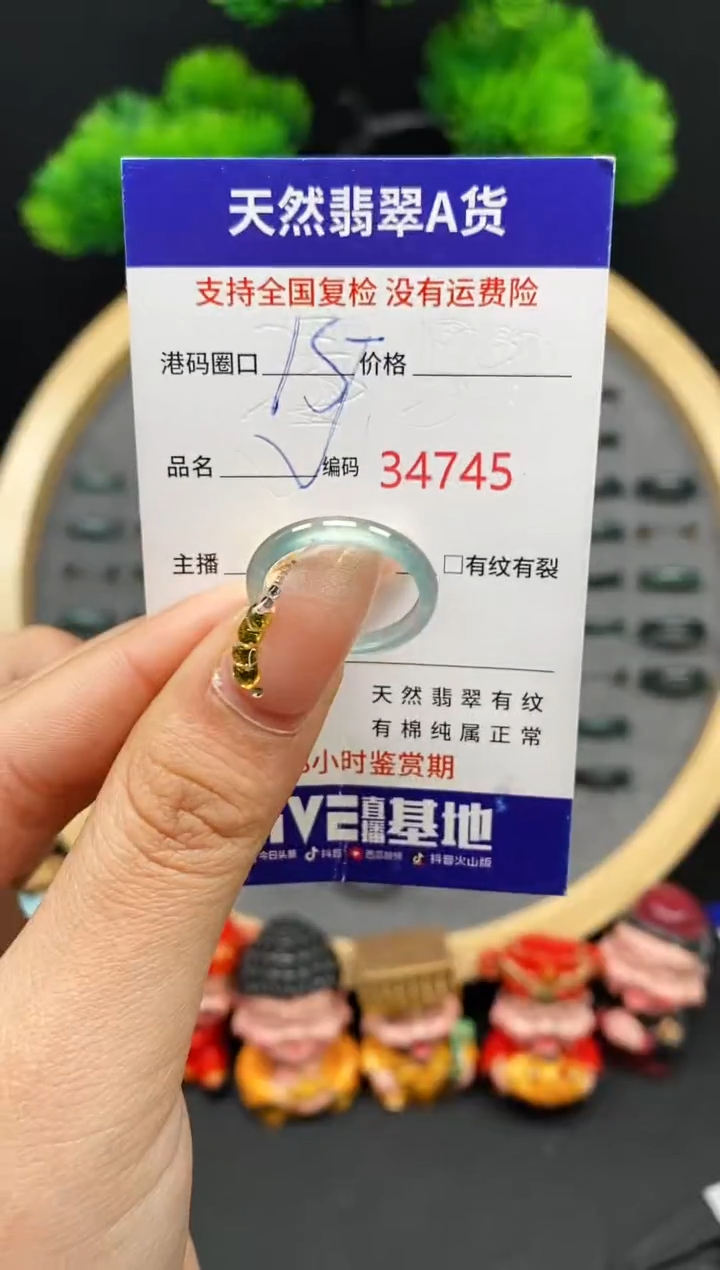 天然翡翠A货
支持全国复检 没有运费险
港码圈口 15 价格
品名 编码 34745
主播 □有纹有裂
天然翡翠有纹
有棉纯属正常
小时鉴赏期
IVE直播基地
今日头条 抖音 西瓜视频 抖音火山版